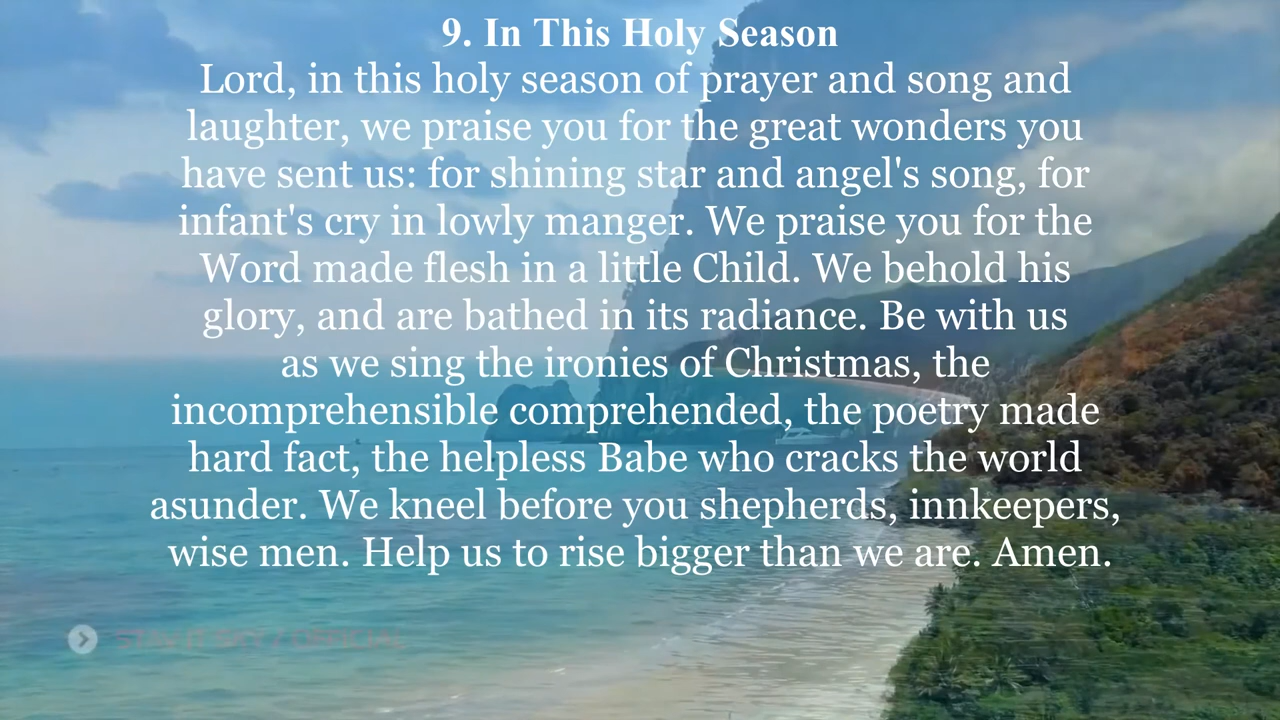 9. In This Holy Season
Lord, in this holy season of prayer and song and
laughter, we praise you for the great wonders you
have sent us: for shining star and angel's song, for
infant's cry in lowly manger. We praise you for the
Word made flesh in a little Child. We behold his
glory, and are bathed in its radiance. Be with us
as we sing the ironies of Christmas, the
incomprehensible comprehended, the poetry made
hard fact, the helpless Babe who cracks the world
asunder. We kneel before you shepherds, innkeepers,
wise men. Help us to rise bigger than we are. Amen.